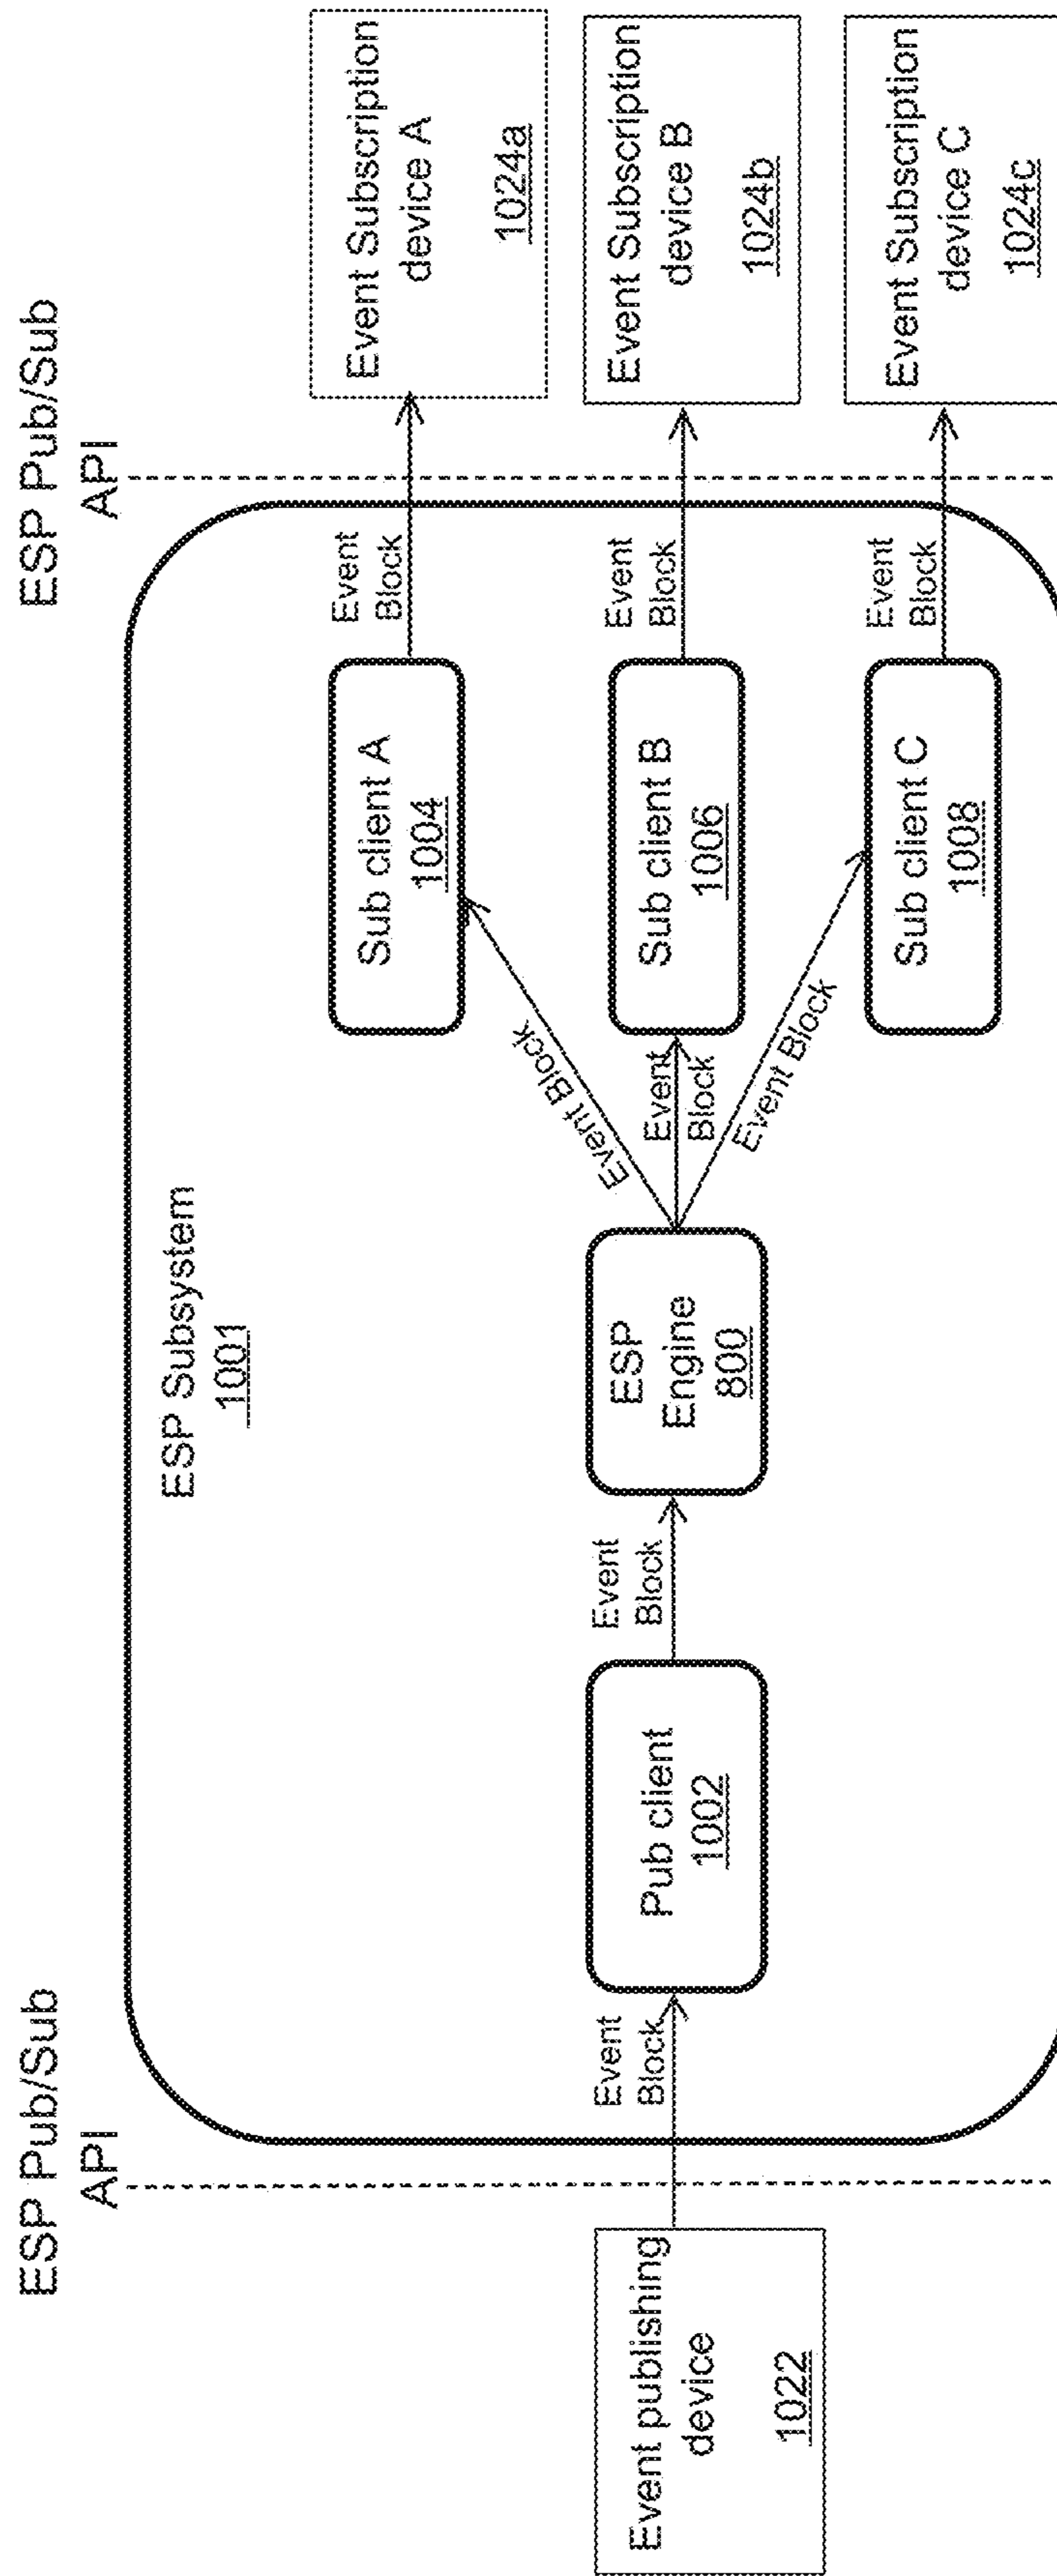 ESP Pub/Sub
API
ESP Pub/Sub
API
ESP Subsystem
1001
Event publishing
device
1022
Event
Block
Pub client
1002
Event
Block
ESP
Engine
800
Event Block
Event
Block
Event Block
Sub client A
1004
Sub client B
1006
Sub client C
1008
Event
Block
Event
Block
Event
Block
Event Subscription
device A
1024a
Event Subscription
device B
1024b
Event Subscription
device C
1024c